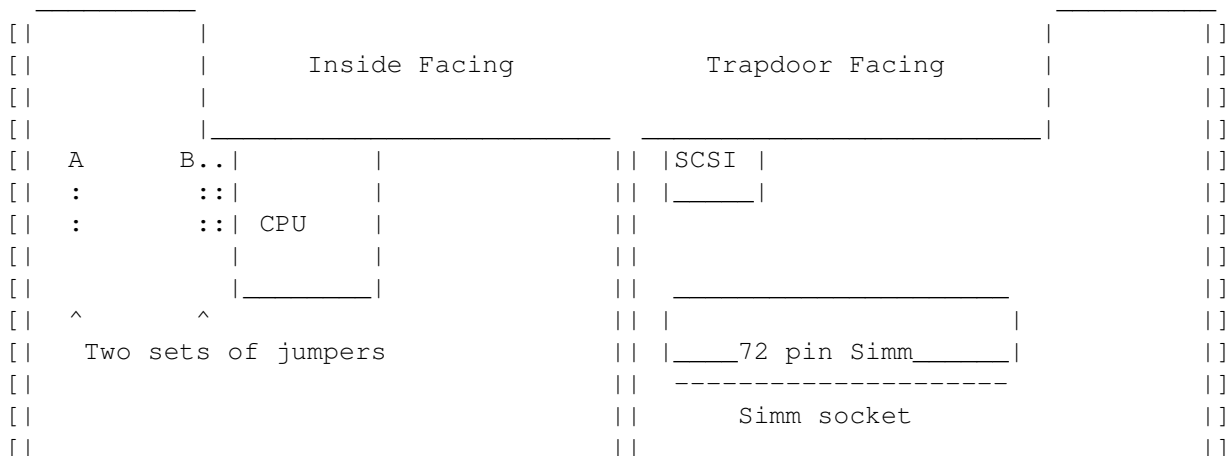 Inside Facing Trapdoor Facing
A B.. SCSI
: ::
: :: CPU
^ ^
Two sets of jumpers 72 pin Simm
Simm socket